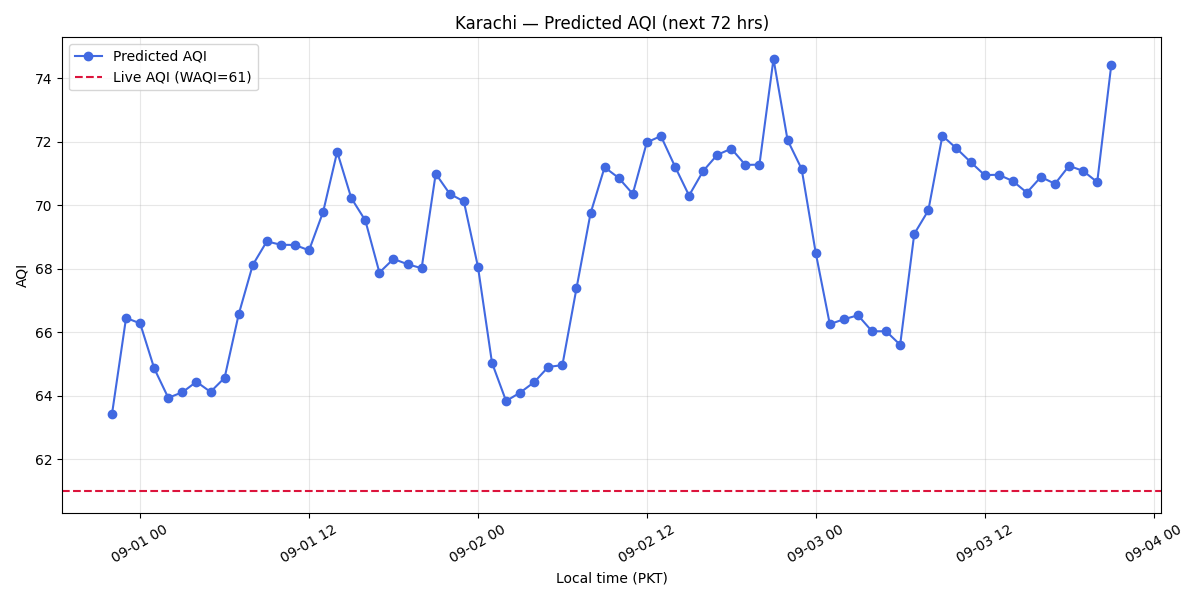 Karachi — Predicted AQI (next 72 hrs)
Predicted AQI
Live AQI (WAQI=61)
AQI
74
72
70
68
66
64
62
09-01 00
09-01 12
09-02 00
09-02 12
09-03 00
09-03 12
09-04 00
Local time (PKT)